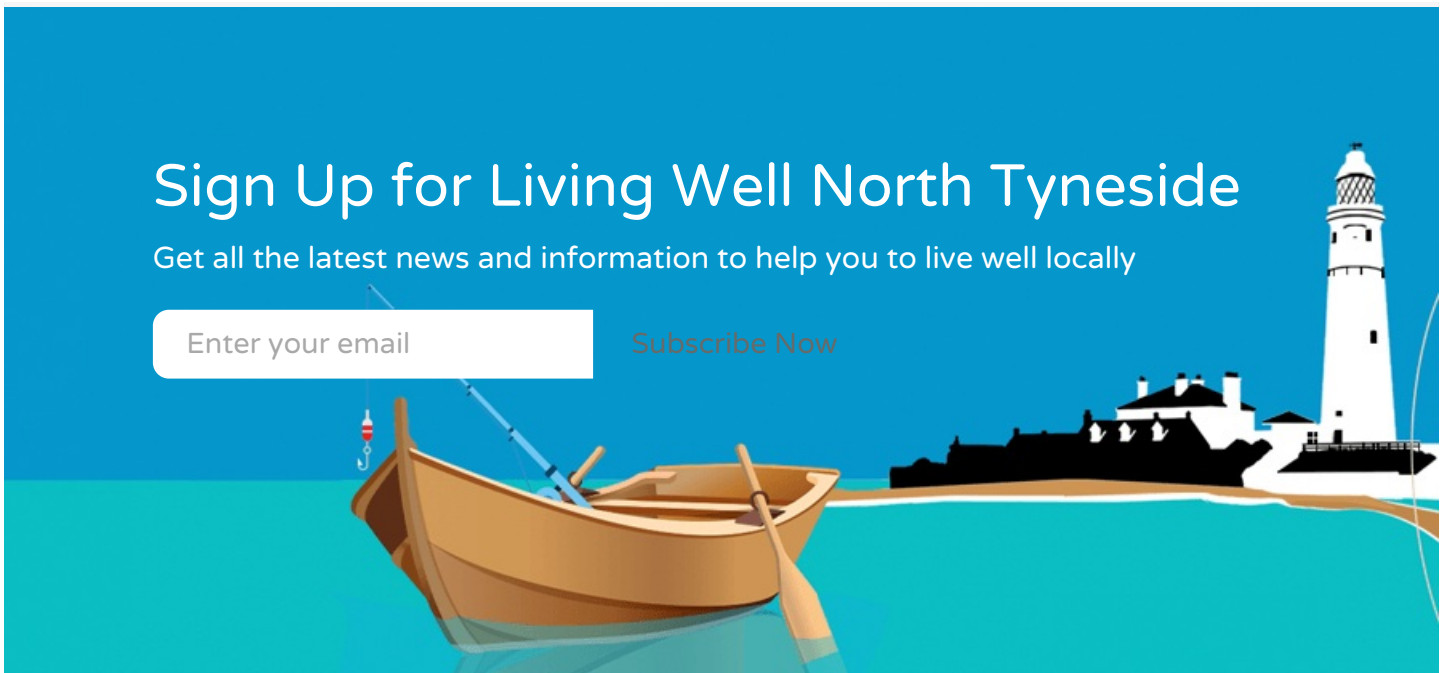 Sign Up for Living Well North Tyneside
Get all the latest news and information to help you to live well locally
Enter your email
Subscribe Now